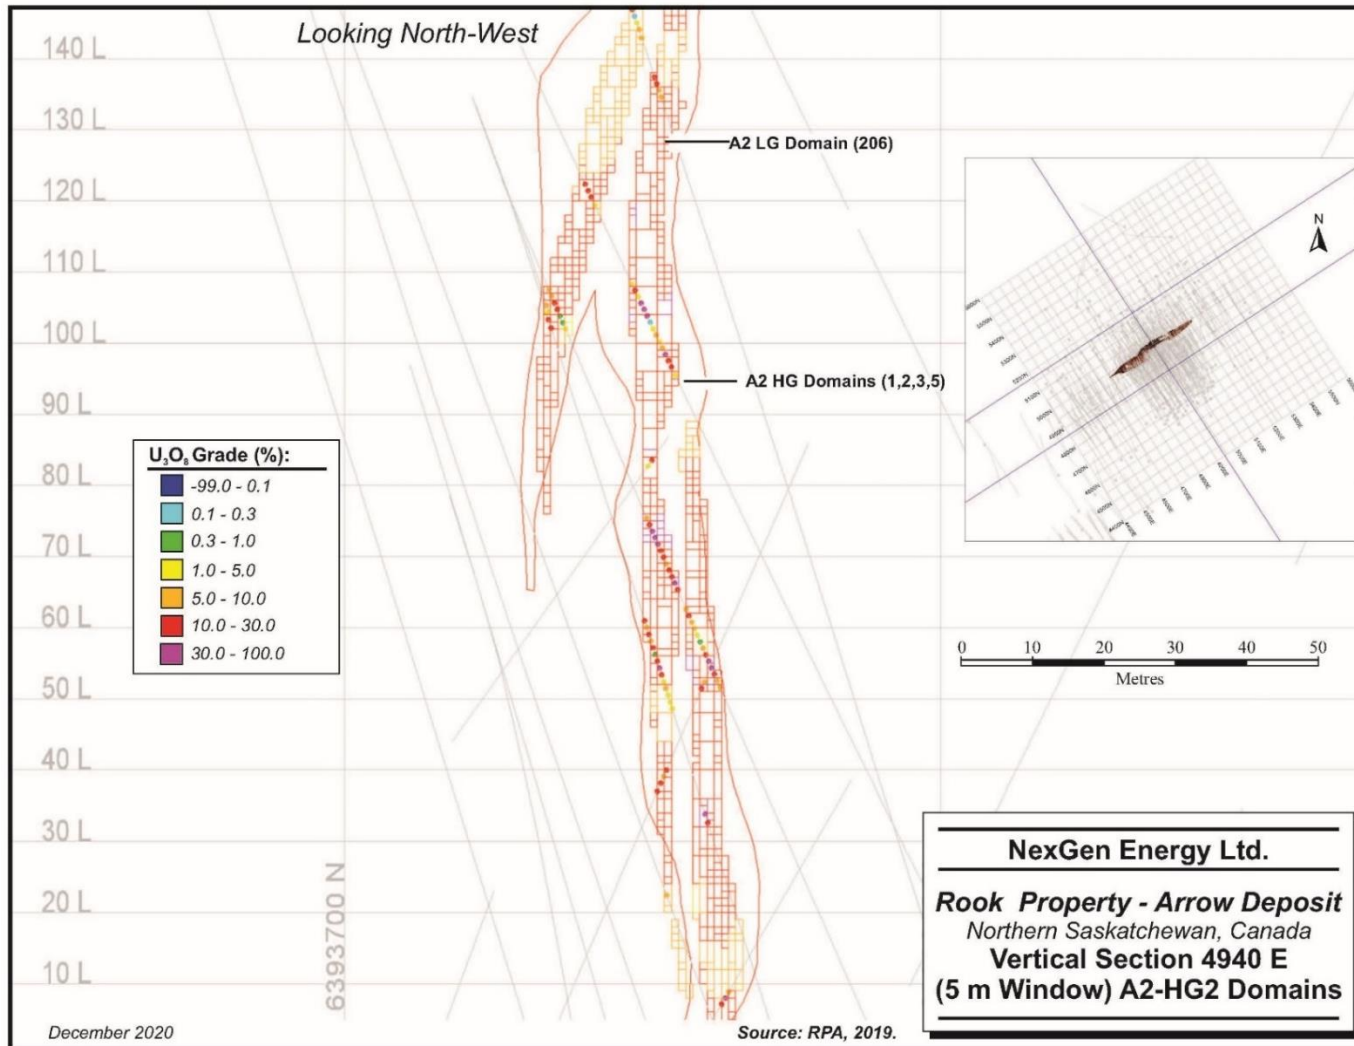 Looking North-West
140 L
130 L
A2 LG Domain (206)
120 L
110 L
100 L
A2 HG Domains (1,2,3,5)
90 L
80 L
70 L
60 L
50 L
40 L
30 L
20 L
10 L
6393700 N
U₃O₈ Grade (%):
-99.0 - 0.1
0.1 - 0.3
0.3 - 1.0
1.0 - 5.0
5.0 - 10.0
10.0 - 30.0
30.0 - 100.0
N
0 10 20 30 40 50
Metres
NexGen Energy Ltd.
Rook Property - Arrow Deposit
Northern Saskatchewan, Canada
Vertical Section 4940 E
(5 m Window) A2-HG2 Domains
December 2020
Source: RPA, 2019.